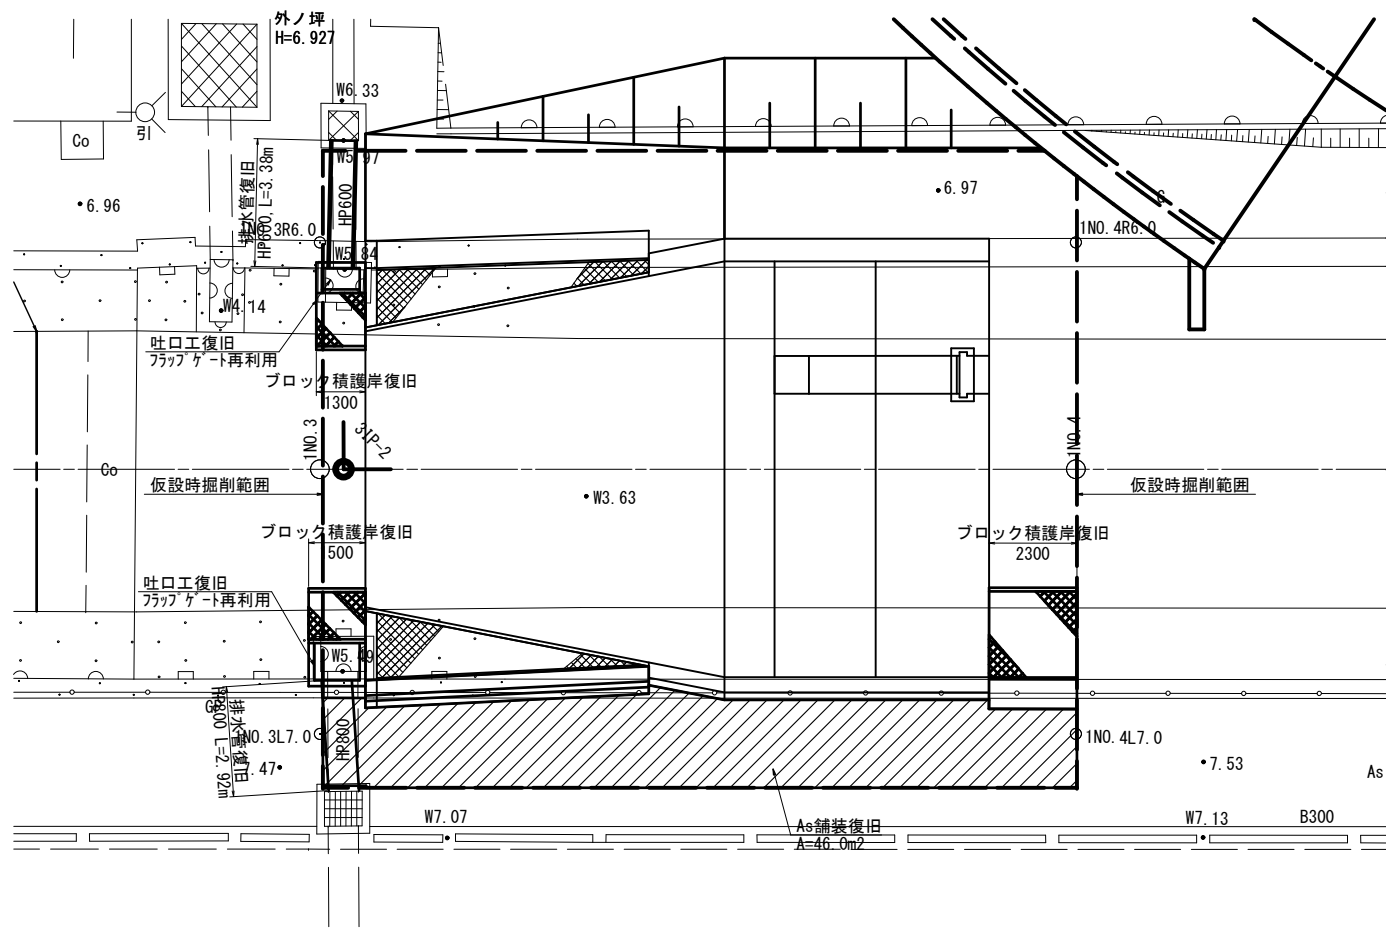 外ノ坪
H=6.927
W6.33
引
Co
W5.97
排水管復旧
HP600, L=3.38m
HP600
6.96
6.97
G
1NO.3R6.0
1NO.4R6.0
W5.84
W4.14
吐口工復旧
フラップゲート再利用
ブロック積護岸復旧
1300
1NO.3
31P-2
1NO.4
Co
仮設時掘削範囲
W3.63
仮設時掘削範囲
ブロック積護岸復旧
500
ブロック積護岸復旧
2300
吐口工復旧
フラップゲート再利用
W5.49
排水管復旧
HP800 L=2.92m
HP800
1NO.3L7.0
1NO.4L7.0
7.47
7.53
As
W7.07
As舗装復旧
A=46.0m2
W7.13
B300